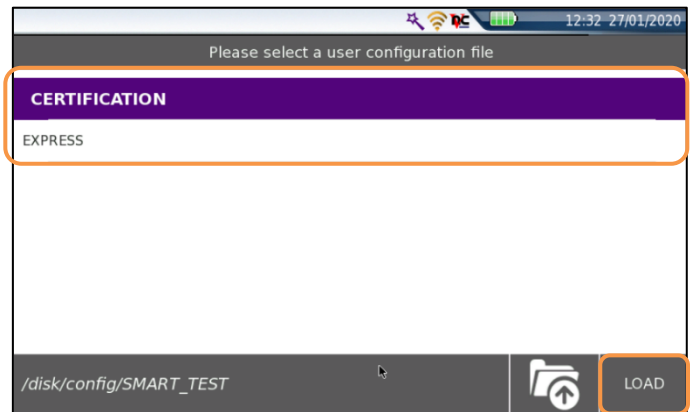 12:32 27/01/2020
Please select a user configuration file
CERTIFICATION
EXPRESS
/disk/config/SMART_TEST
LOAD